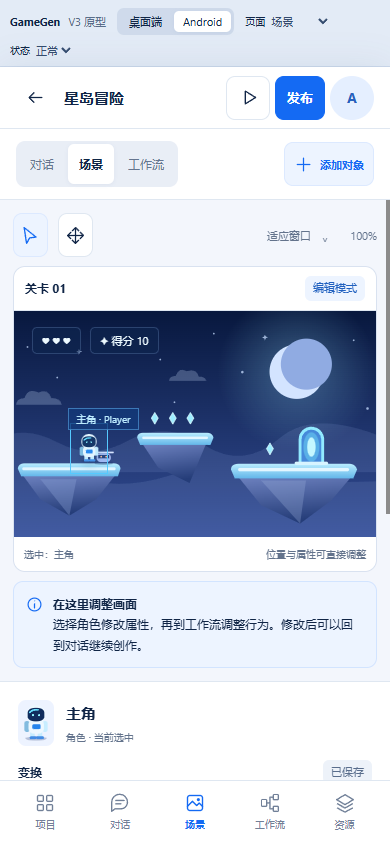 GameGen V3 原型 桌面端 Android 页面 场景
状态 正常
星岛冒险 发布 A
对话 场景 工作流 添加对象
适应窗口 100%
关卡 01 编辑模式
得分 10
主角 · Player
选中：主角 位置与属性可直接调整
在这里调整画面
选择角色修改属性，再到工作流调整行为。修改后可以回
到对话继续创作。
主角
角色 · 当前选中
变换 已保存
项目 对话 场景 工作流 资源